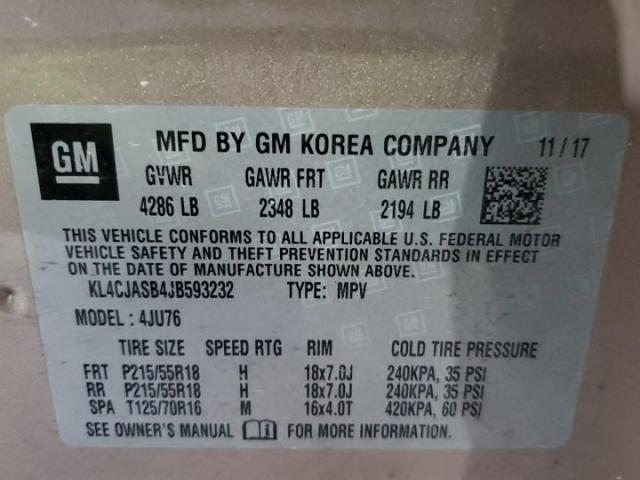 GM MFD BY GM KOREA COMPANY 11/17
GVWR GAWR FRT GAWR RR
4286 LB 2348 LB 2194 LB
THIS VEHICLE CONFORMS TO ALL APPLICABLE U.S. FEDERAL MOTOR
VEHICLE SAFETY AND THEFT PREVENTION STANDARDS IN EFFECT
ON THE DATE OF MANUFACTURE SHOWN ABOVE.
KL4CJASB4JB593232 TYPE: MPV
MODEL : 4JU76
TIRE SIZE SPEED RTG RIM COLD TIRE PRESSURE
FRT P215/55R18 H 18x7.0J 240KPA, 35 PSI
RR P215/55R18 H 18x7.0J 240KPA, 35 PSI
SPA T125/70R16 M 16x4.0T 420KPA, 60 PSI
SEE OWNER'S MANUAL FOR MORE INFORMATION.